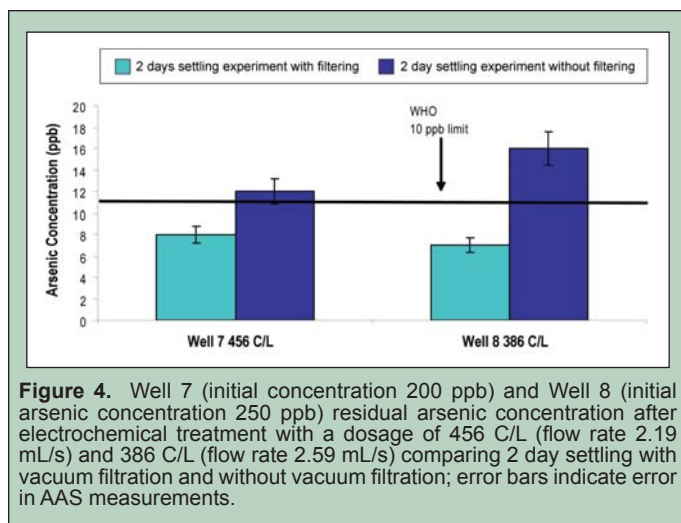 2 days settling experiment with filtering
2 day settling experiment without filtering
WHO
10 ppb limit
Arsenic Concentration (ppb)
20
18
16
14
12
10
8
6
4
2
0
Well 7 456 C/L
Well 8 386 C/L
Figure 4. Well 7 (initial concentration 200 ppb) and Well 8 (initial
arsenic concentration 250 ppb) residual arsenic concentration after
electrochemical treatment with a dosage of 456 C/L (flow rate 2.19
mL/s) and 386 C/L (flow rate 2.59 mL/s) comparing 2 day settling with
vacuum filtration and without vacuum filtration; error bars indicate error
in AAS measurements.